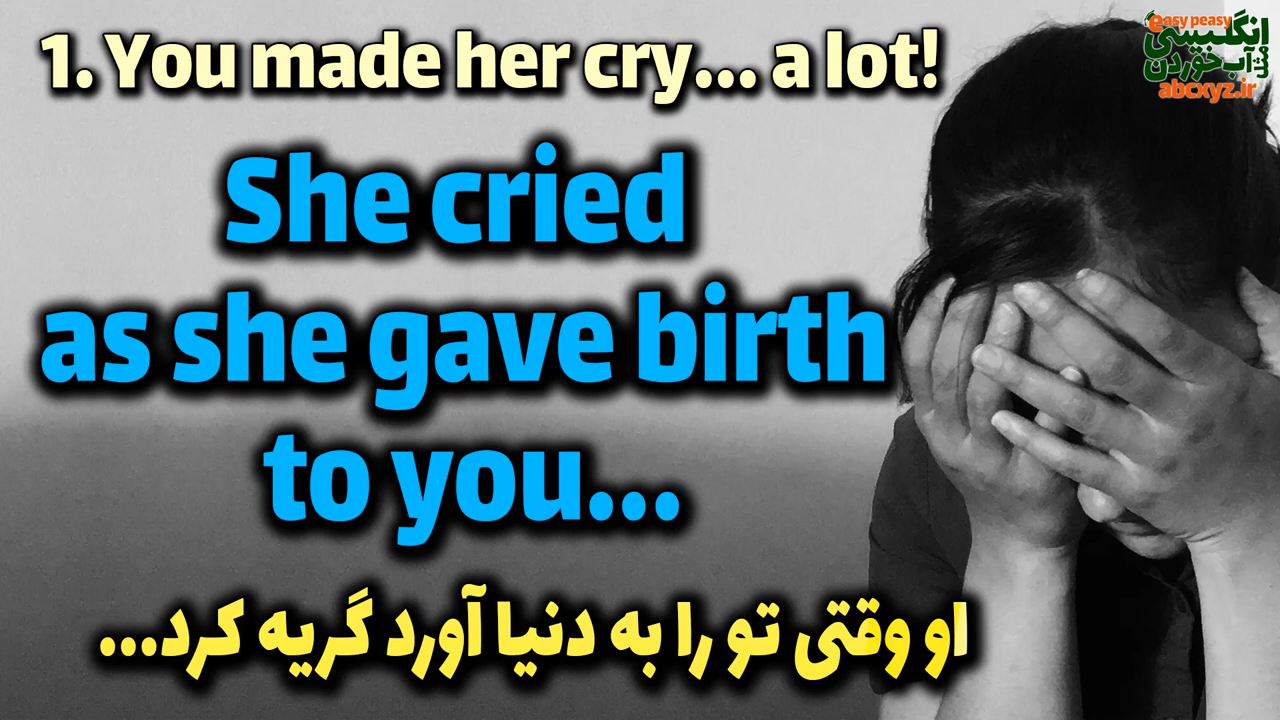 1. You made her cry... a lot!
She cried
as she gave birth
to you...
او وقتی تو را به دنیا آورد گریه کرد...
easy peasy
انگلیسی
آب خوردن
abcxyz.ir